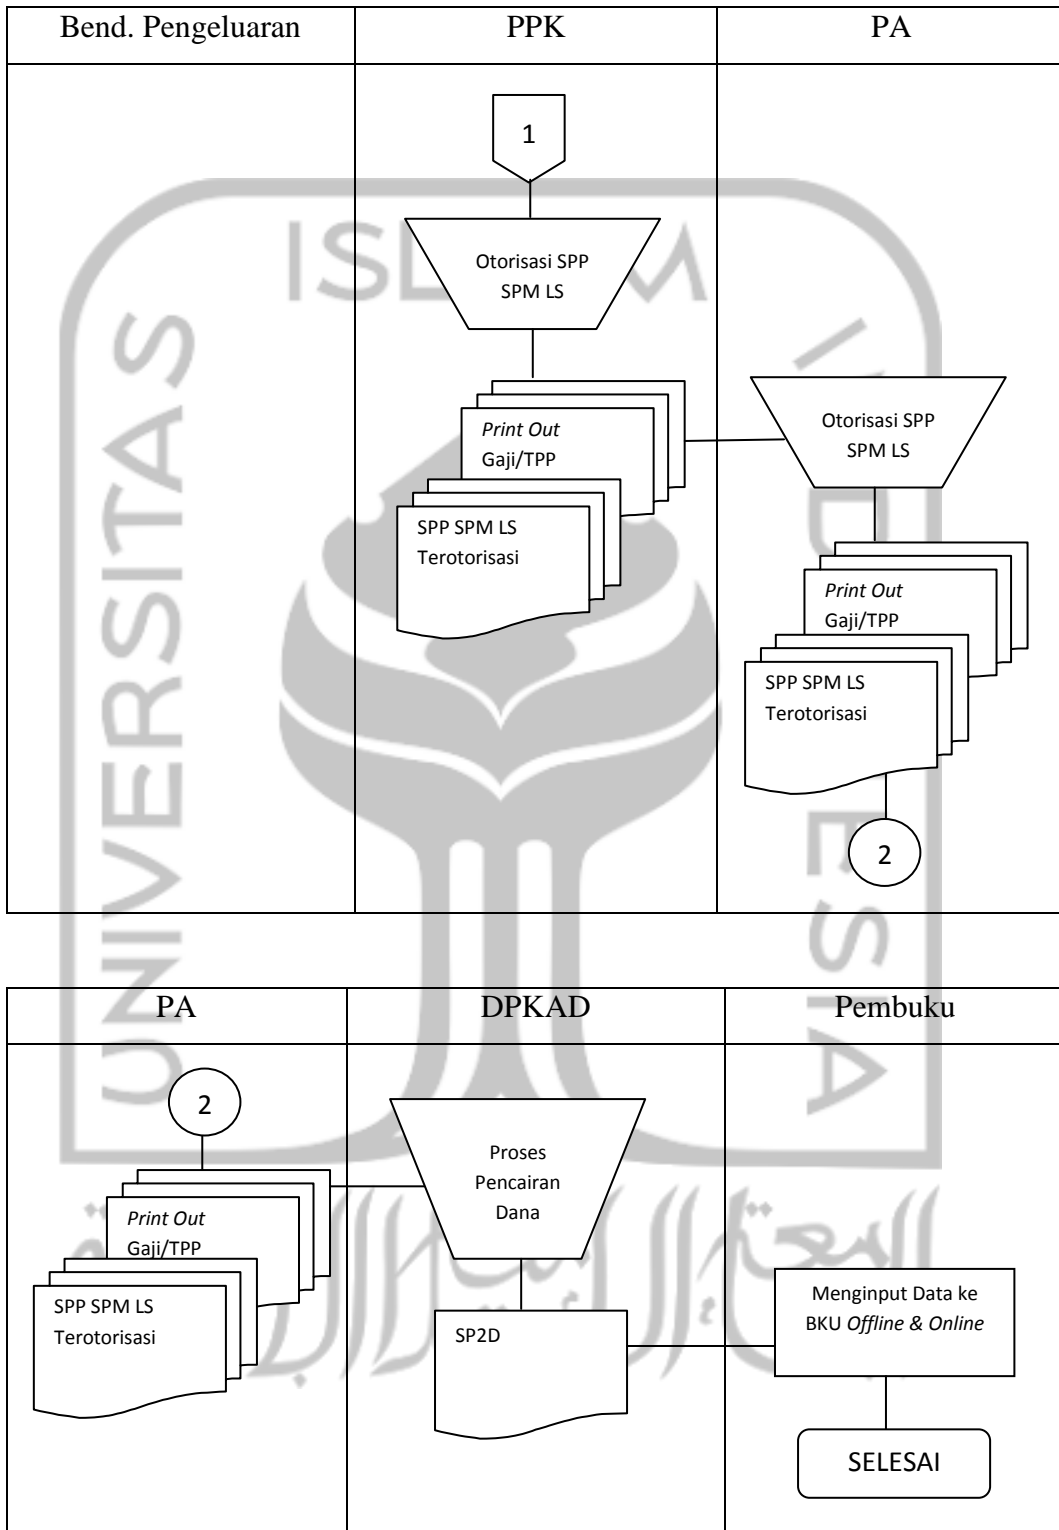 Bend. Pengeluaran
PPK
PA
1
Otorisasi SPP
SPM LS
Print Out
Gaji/TPP
SPP SPM LS
Terotorisasi
Otorisasi SPP
SPM LS
Print Out
Gaji/TPP
SPP SPM LS
Terotorisasi
2
PA
DPKAD
Pembuku
2
Print Out
Gaji/TPP
SPP SPM LS
Terotorisasi
Proses
Pencairan
Dana
SP2D
Menginput Data ke
BKU Offline & Online
SELESAI
UNIVERSITAS